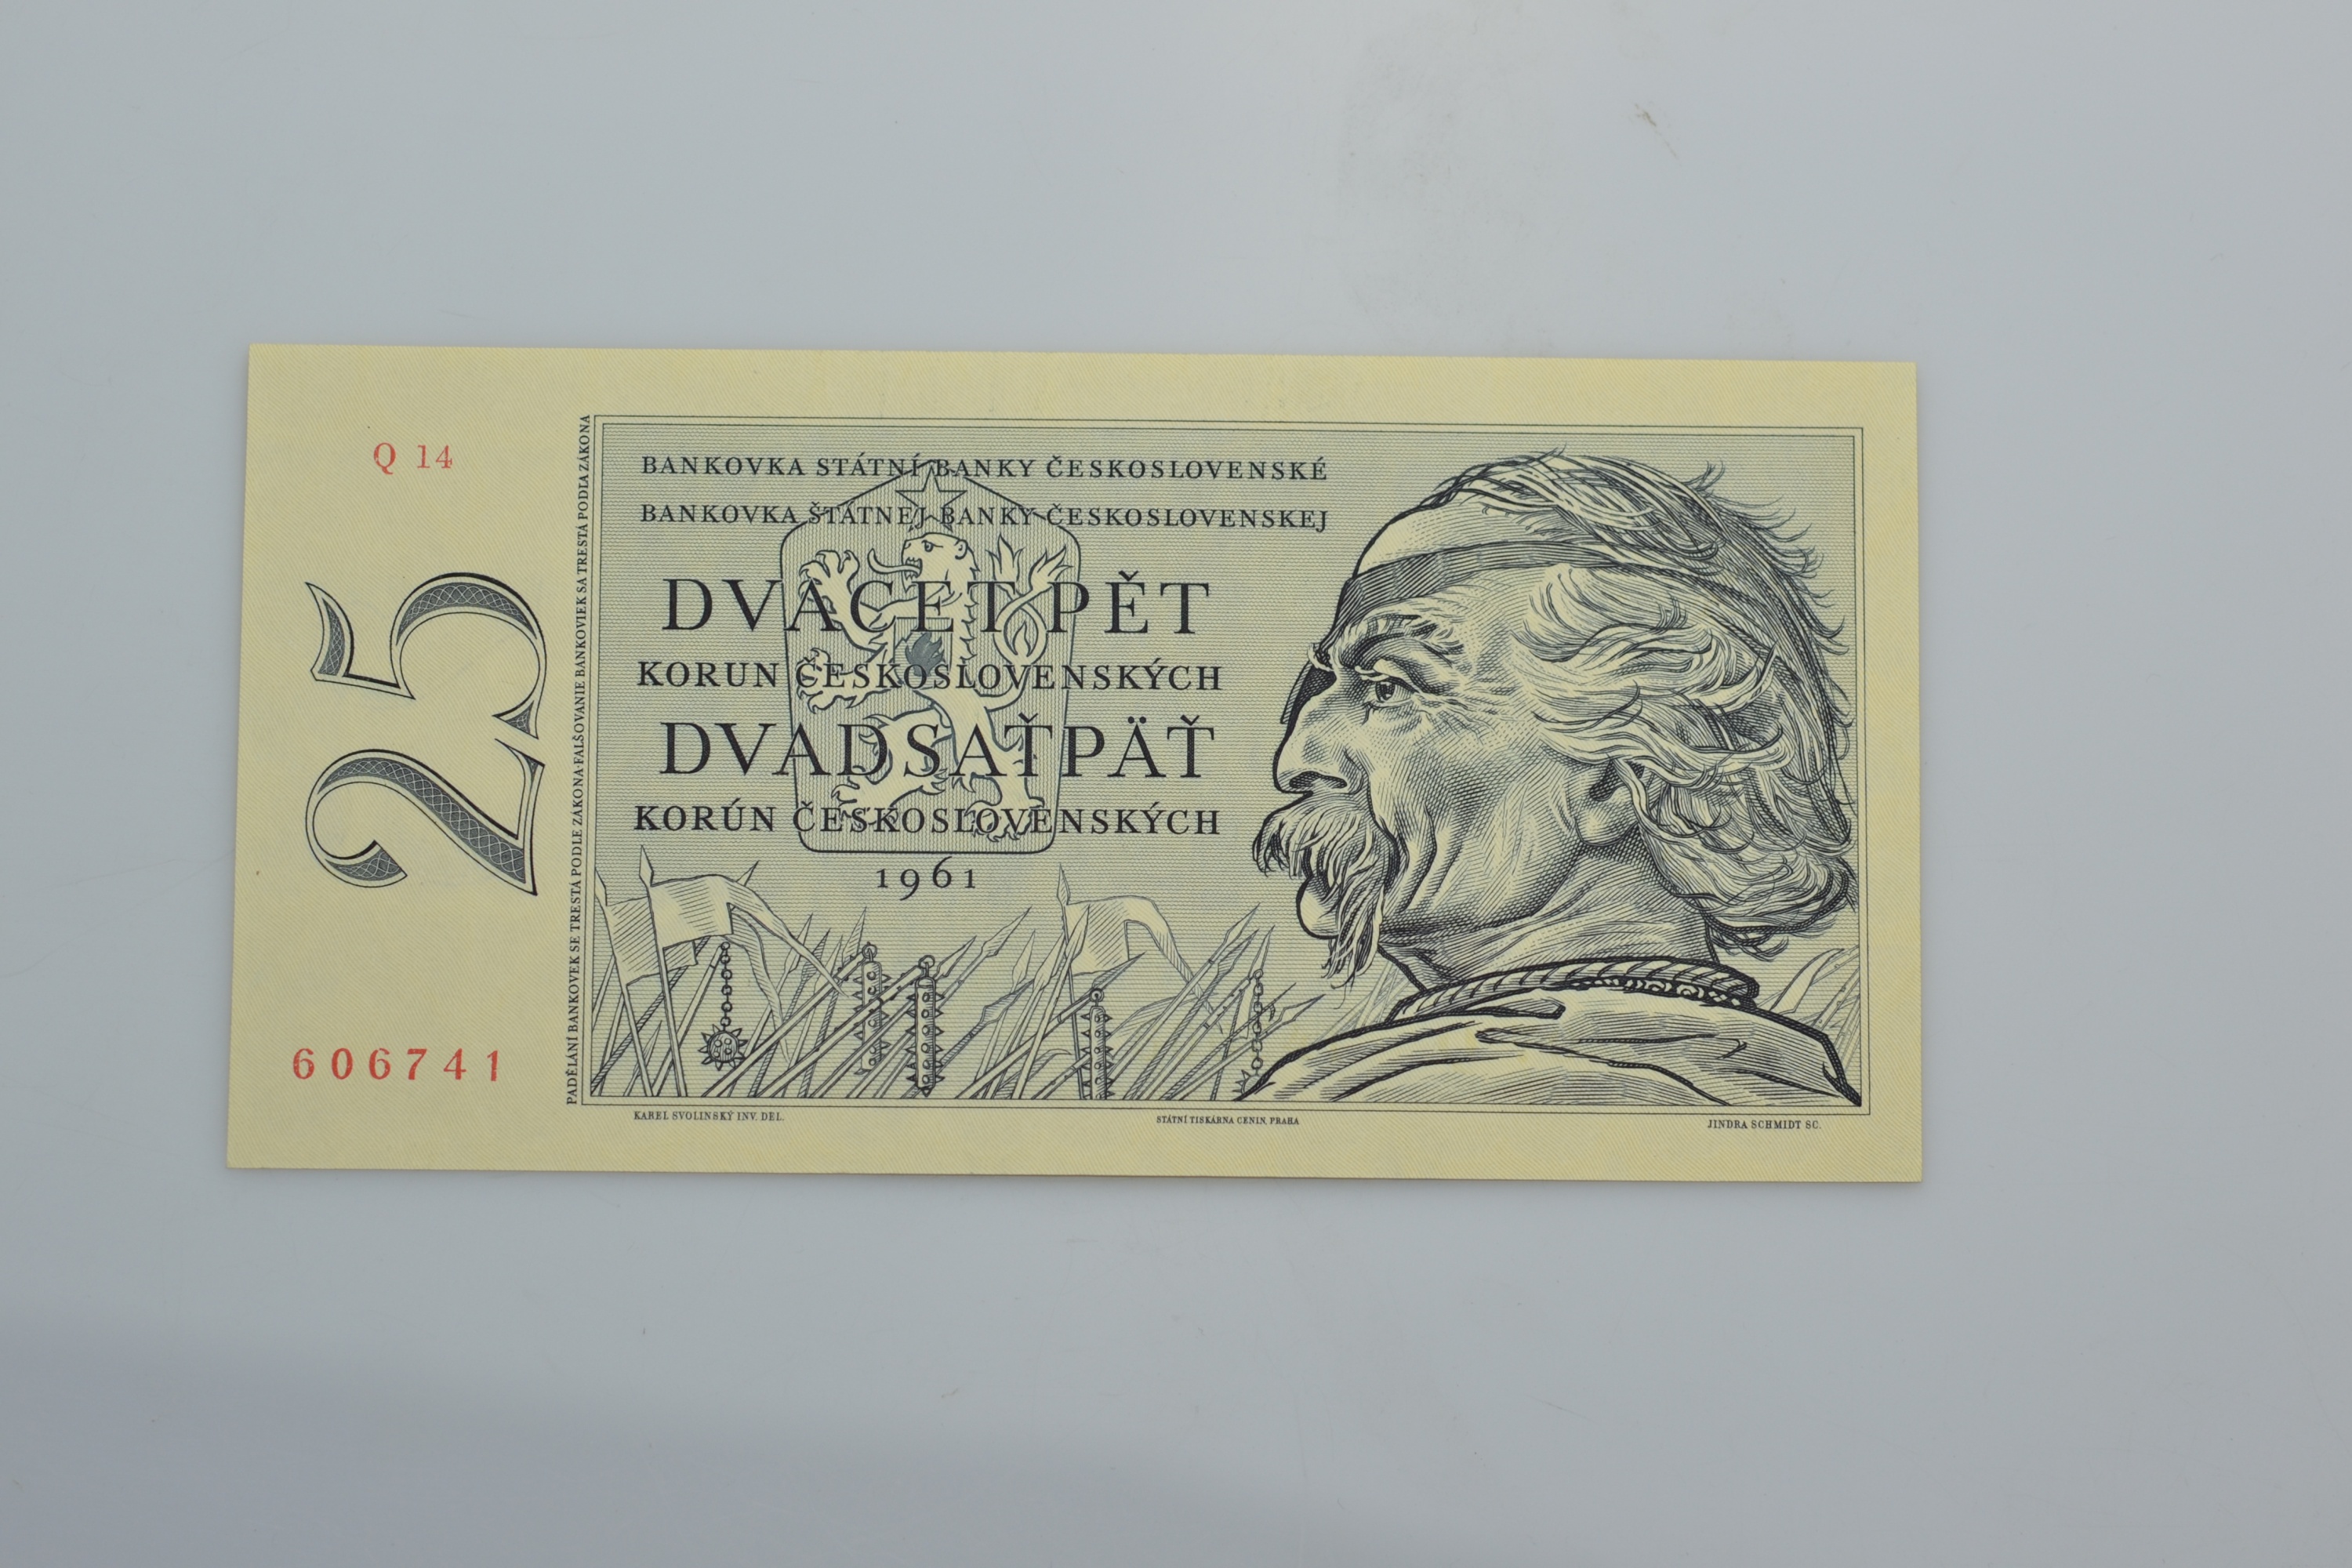 Q 14
25
606741
PADĚLÁNÍ BANKOVEK SE TRESTÁ PODLE ZÁKONA·FALŠOVANIE BANKOVIEK SA TRESTÁ PODĽA ZÁKONA
BANKOVKA STÁTNÍ BANKY ČESKOSLOVENSKÉ
BANKOVKA ŠTÁTNEJ BANKY ČESKOSLOVENSKEJ
DVACET PĚT
KORUN ČESKOSLOVENSKÝCH
DVADSAŤPÄŤ
KORÚN ČESKOSLOVENSKÝCH
1961
KAREL SVOLINSKÝ INV. DEL.
STÁTNÍ TISKÁRNA CENIN, PRAHA
JINDRA SCHMIDT SC.